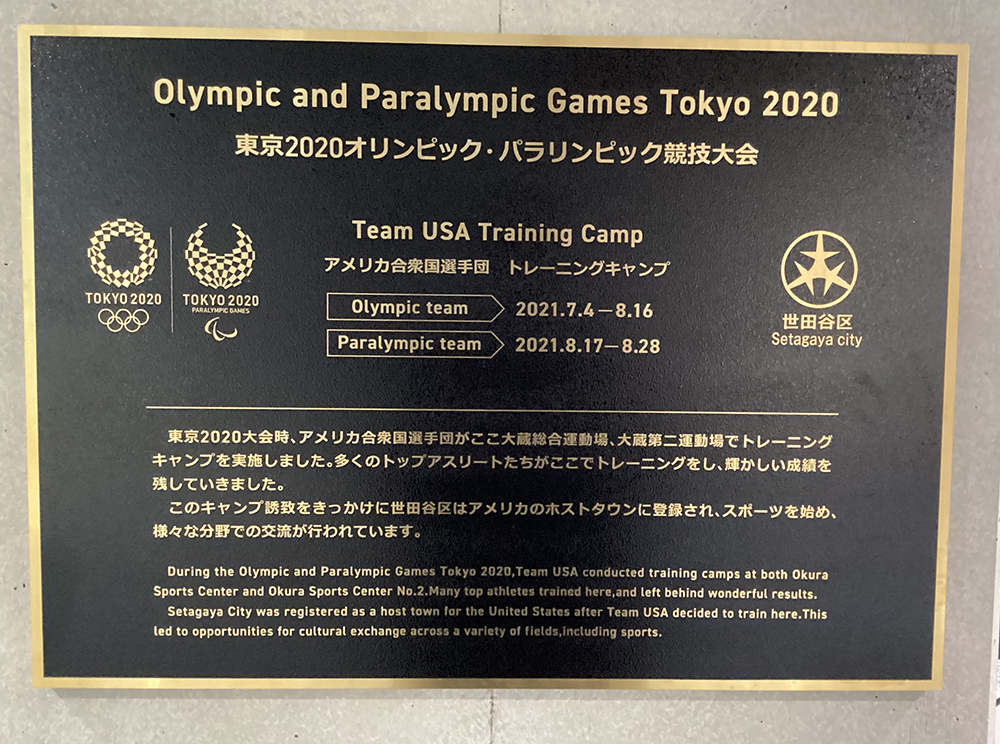 Olympic and Paralympic Games Tokyo 2020
東京2020オリンピック・パラリンピック競技大会
Team USA Training Camp
アメリカ合衆国選手団　トレーニングキャンプ
Olympic team 2021.7.4－8.16
Paralympic team 2021.8.17－8.28
TOKYO 2020
TOKYO 2020
PARALYMPIC GAMES
世田谷区
Setagaya city
東京2020大会時、アメリカ合衆国選手団がここ大蔵総合運動場、大蔵第二運動場でトレーニング
キャンプを実施しました。多くのトップアスリートたちがここでトレーニングをし、輝かしい成績を
残していきました。
このキャンプ誘致をきっかけに世田谷区はアメリカのホストタウンに登録され、スポーツを始め、
様々な分野での交流が行われています。
During the Olympic and Paralympic Games Tokyo 2020,Team USA conducted training camps at both Okura
Sports Center and Okura Sports Center No.2.Many top athletes trained here,and left behind wonderful results.
Setagaya City was registered as a host town for the United States after Team USA decided to train here.This
led to opportunities for cultural exchange across a variety of fields,including sports.